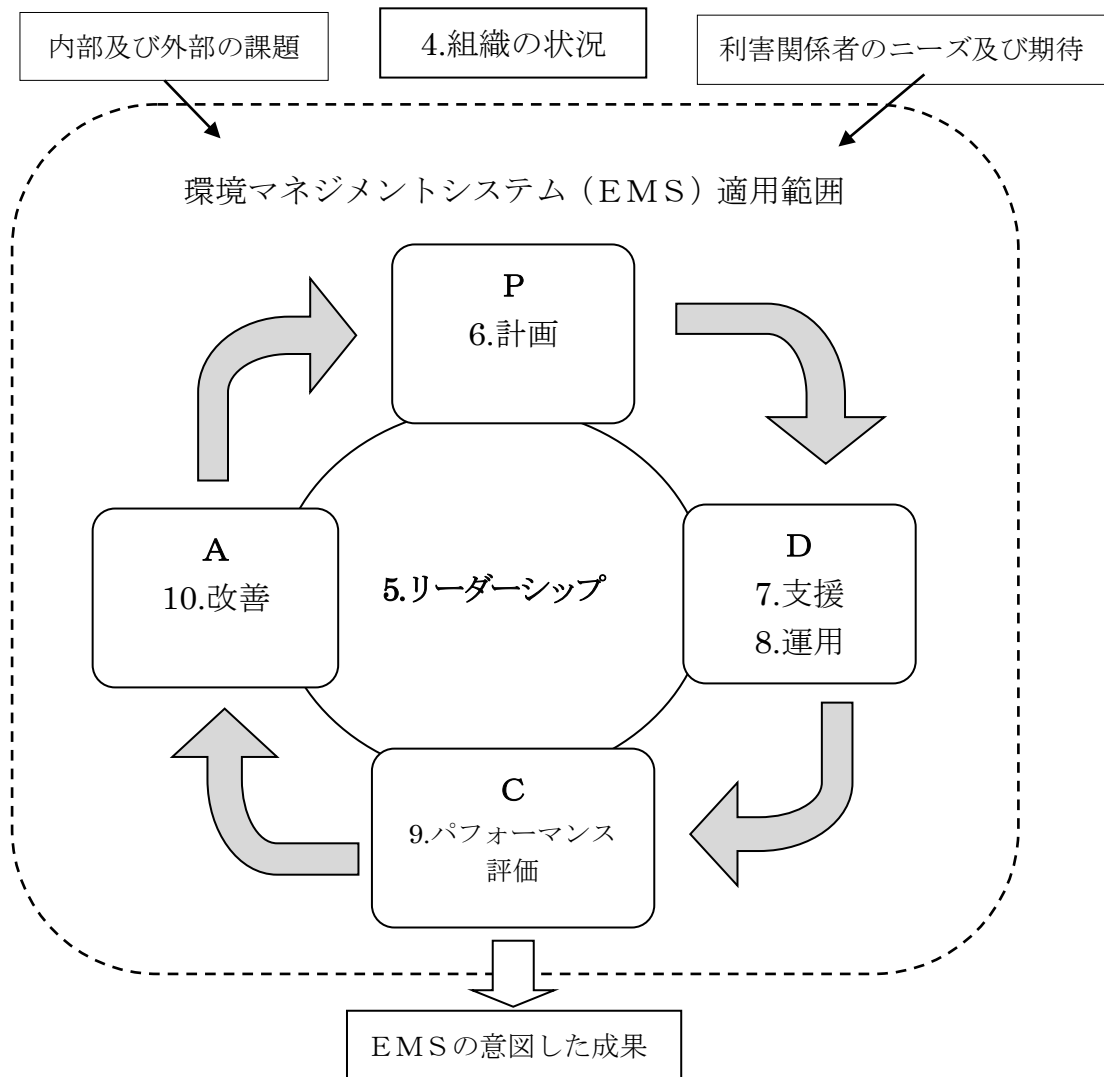 内部及び外部の課題
4.組織の状況
利害関係者のニーズ及び期待
環境マネジメントシステム（ＥＭＳ）適用範囲
P
6.計画
A
10.改善
5.リーダーシップ
D
7.支援
8.運用
C
9.パフォーマンス
評価
ＥＭＳの意図した成果